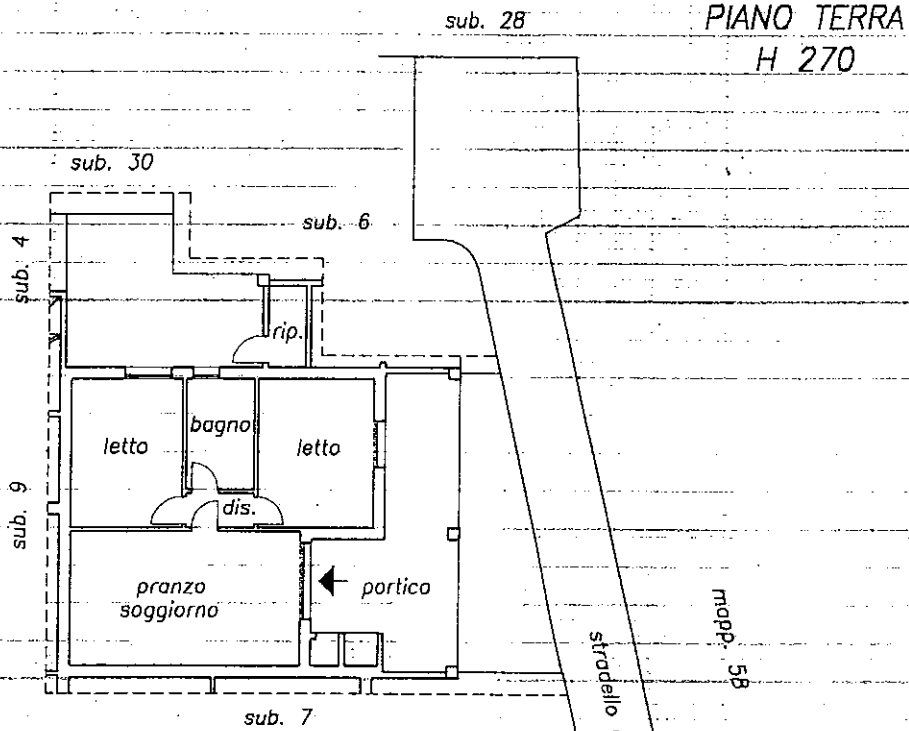 sub. 28
PIANO TERRA
H 270
sub. 30
sub. 6
sub. 4
rip.
letto
bagno
letto
dis.
sub. 9
pranzo
soggiorno
portico
stradello
mapp. 58
sub. 7